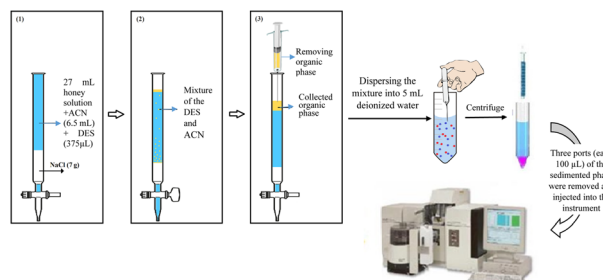 (1)
27 mL
honey
solution
+ACN
(6.5 mL)
+ DES
(375µL)
NaCl (7 g)
(2)
Mixture
of the
DES
and
ACN
(3)
Removing
organic
phase
Collected
organic
phase
Dispersing the
mixture into 5 mL
deionized water
Centrifuge
Three ports (ea
100 µL) of th
sedimented pha
were removed a
injected into th
instrument